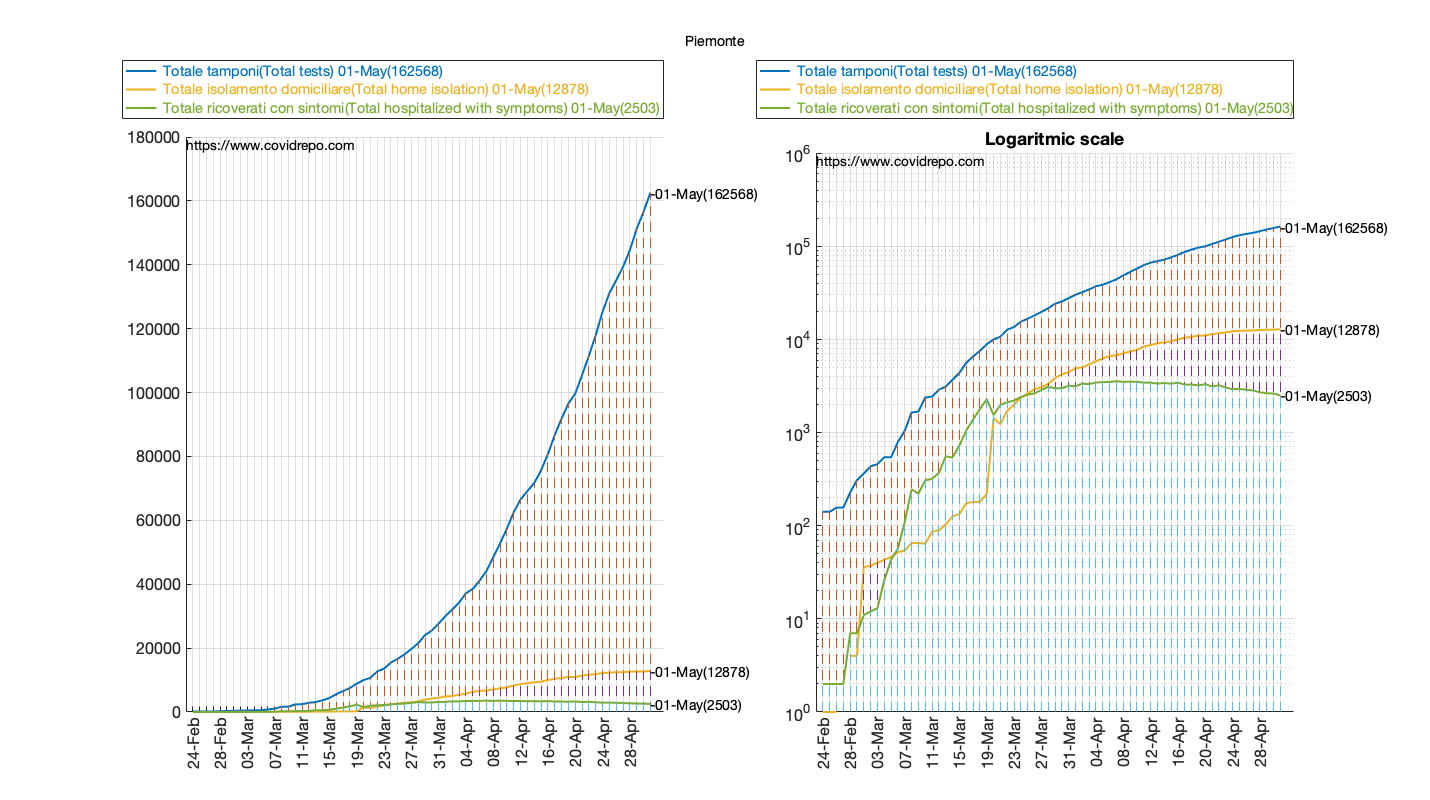 Piemonte
Totale tamponi(Total tests) 01-May(162568)
Totale isolamento domiciliare(Total home isolation) 01-May(12878)
Totale ricoverati con sintomi(Total hospitalized with symptoms) 01-May(2503)
180000
160000
140000
120000
100000
80000
60000
40000
20000
0
https://www.covidrepo.com
01-May(162568)
01-May(12878)
01-May(2503)
24-Feb
28-Feb
03-Mar
07-Mar
11-Mar
15-Mar
19-Mar
23-Mar
27-Mar
31-Mar
04-Apr
08-Apr
12-Apr
16-Apr
20-Apr
24-Apr
28-Apr
Totale tamponi(Total tests) 01-May(162568)
Totale isolamento domiciliare(Total home isolation) 01-May(12878)
Totale ricoverati con sintomi(Total hospitalized with symptoms) 01-May(2503)
Logaritmic scale
10^6
10^5
10^4
10^3
10^2
10^1
10^0
https://www.covidrepo.com
01-May(162568)
01-May(12878)
01-May(2503)
24-Feb
28-Feb
03-Mar
07-Mar
11-Mar
15-Mar
19-Mar
23-Mar
27-Mar
31-Mar
04-Apr
08-Apr
12-Apr
16-Apr
20-Apr
24-Apr
28-Apr